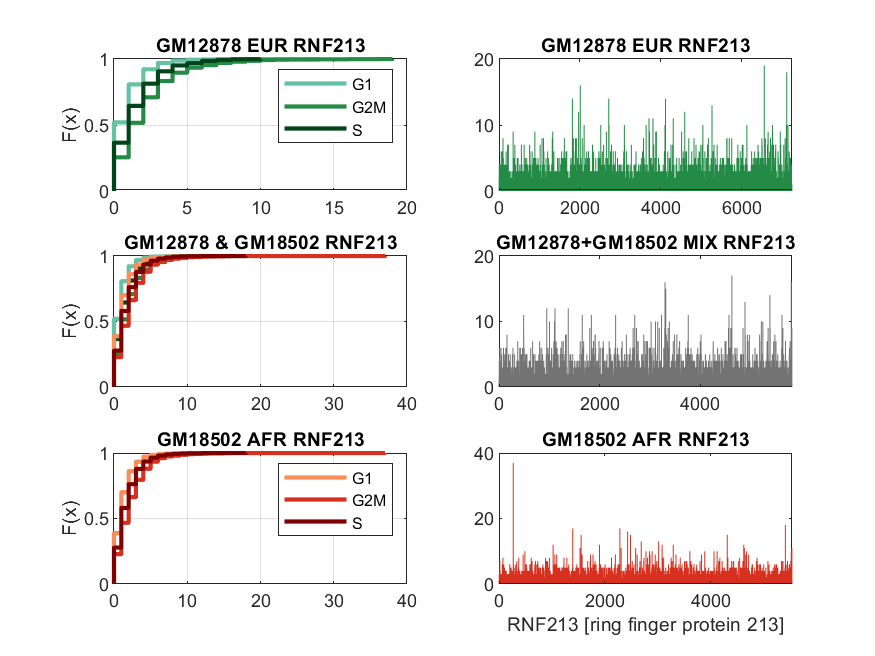 GM12878 EUR RNF213
F(x)
1
0.5
0
0 5 10 15 20
G1
G2M
S
GM12878 EUR RNF213
20
10
0
0 2000 4000 6000
GM12878 & GM18502 RNF213
F(x)
1
0.5
0
0 10 20 30 40
GM12878+GM18502 MIX RNF213
20
10
0
0 2000 4000
GM18502 AFR RNF213
F(x)
1
0.5
0
0 10 20 30 40
G1
G2M
S
GM18502 AFR RNF213
40
20
0
0 2000 4000
RNF213 [ring finger protein 213]